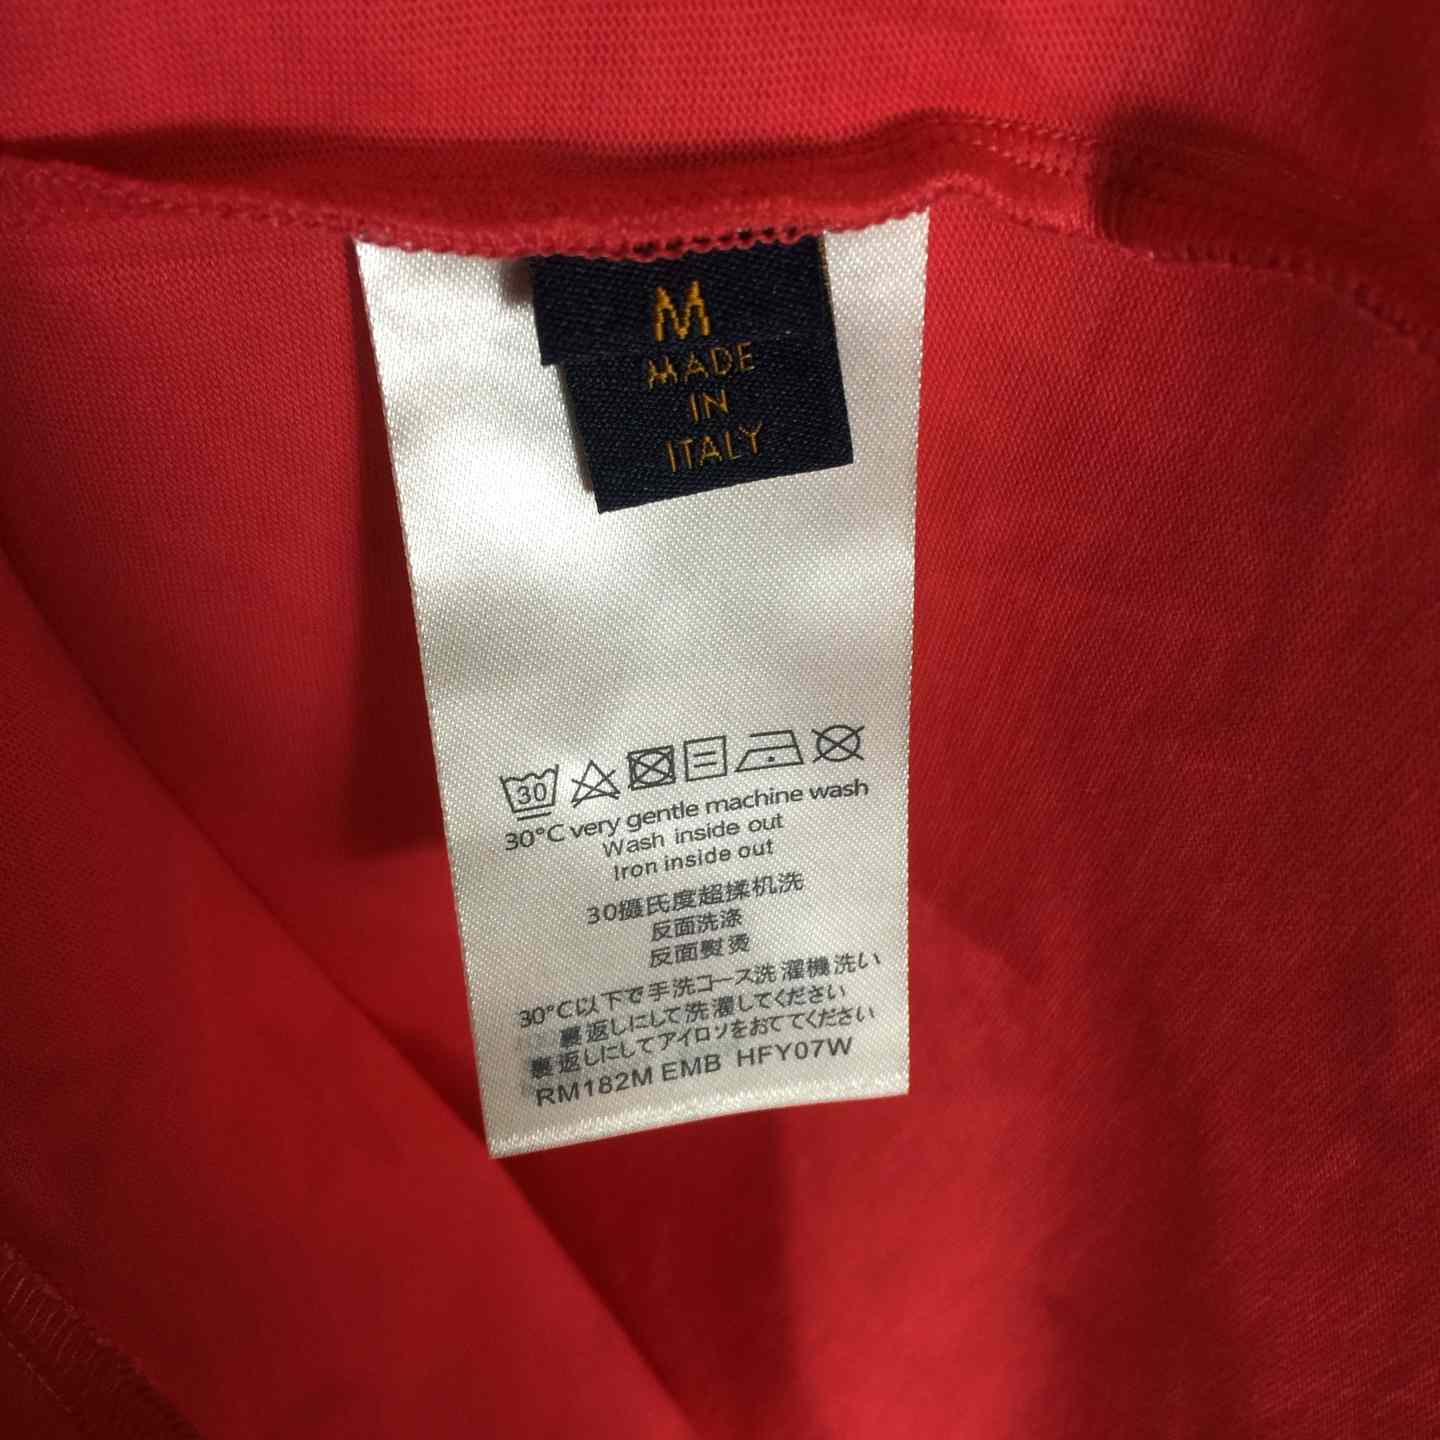 M
MADE
IN
ITALY
30
30°C very gentle machine wash
Wash inside out
Iron inside out
30摄氏度超揉机洗
反面洗涤
反面熨烫
30°C以下で手洗コース洗濯機洗い
裏返しにして洗濯してください
裏返しにしてアイロソをおててください
RM182M EMB HFY07W